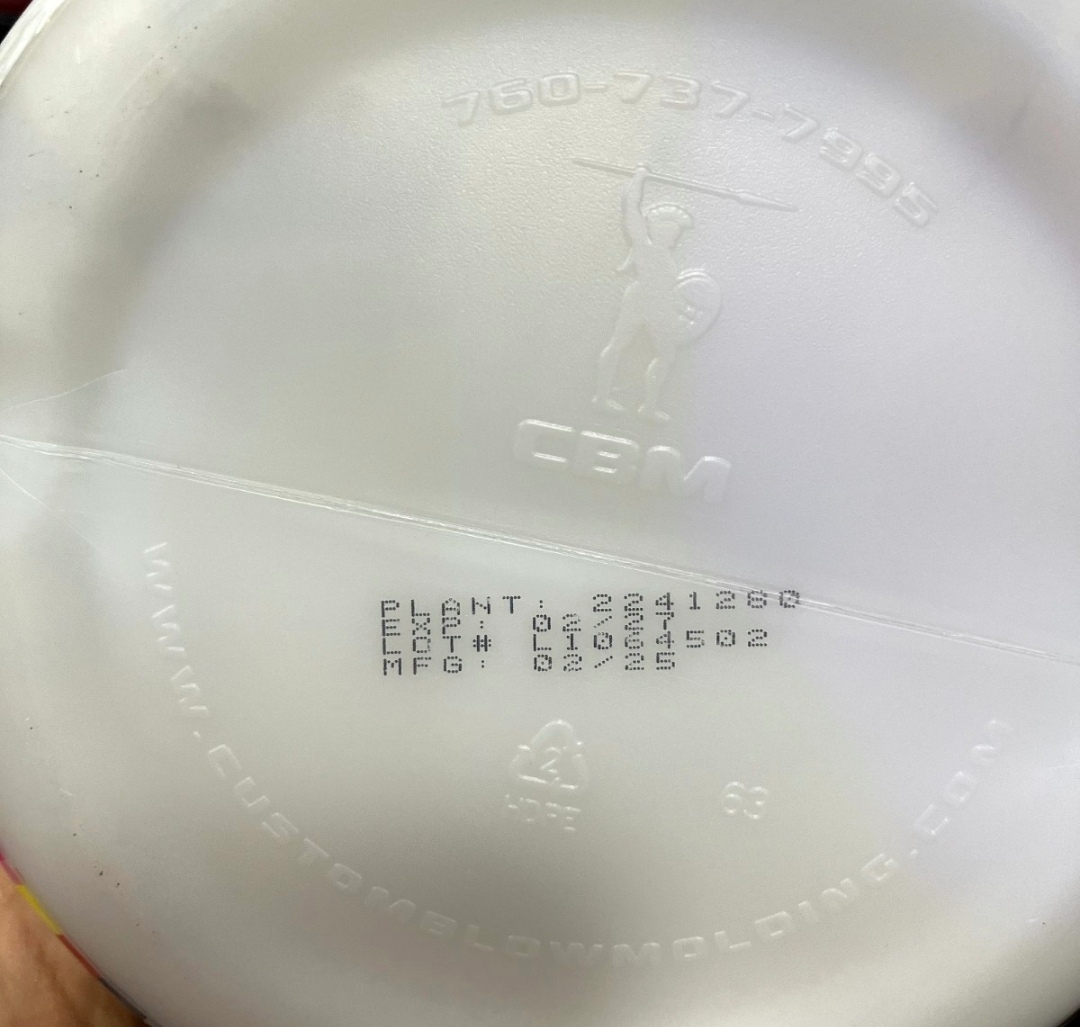 760-737-7995
CBM
PLANT: 2241280
EXP: 02/27
LOT# L1064502
MFG: 02/25
2
HDPE
63
WWW.CUSTOMBLOWMOLDING.COM